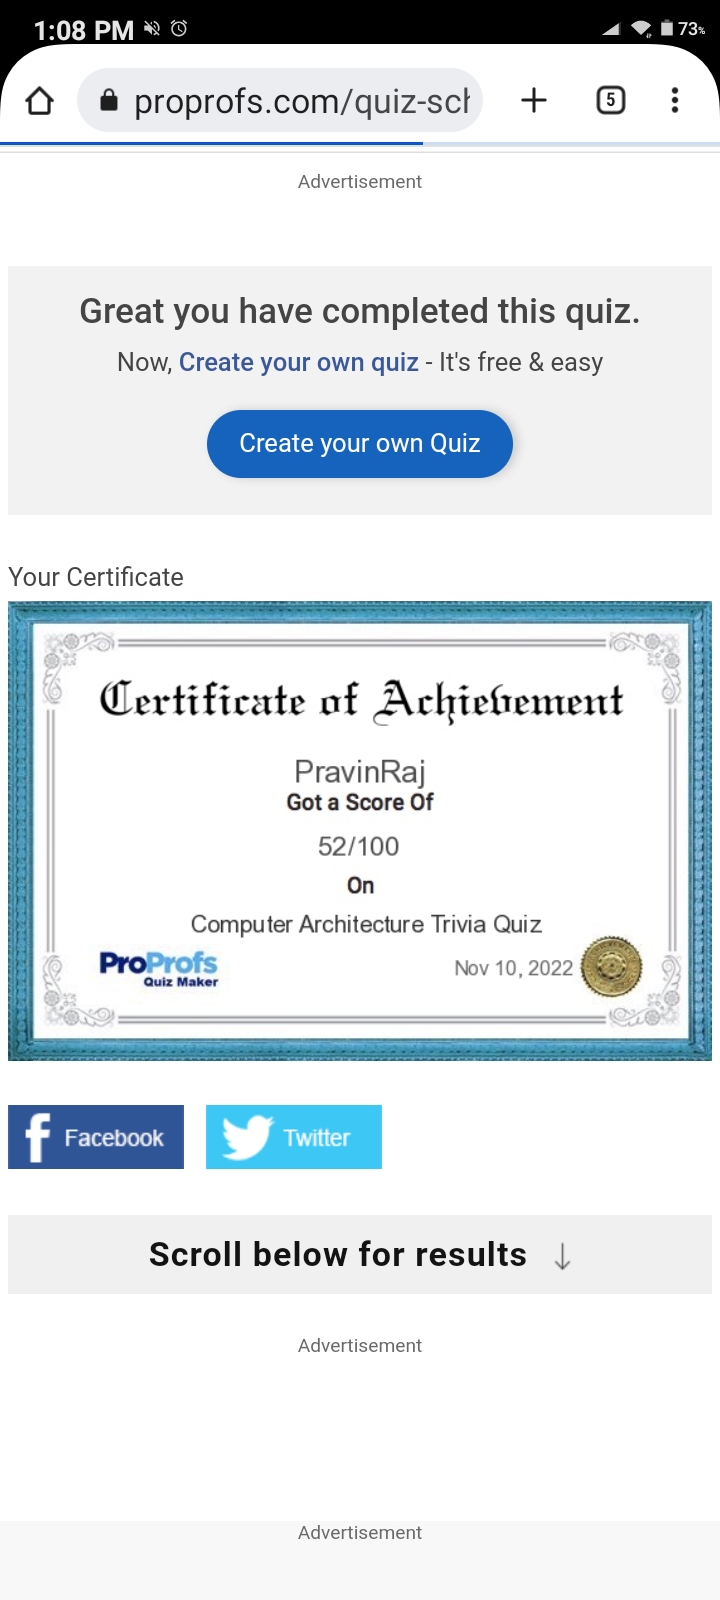 1:08 PM
73%
proprofs.com/quiz-sch
5
Advertisement
Great you have completed this quiz.
Now, Create your own quiz - It's free & easy
Create your own Quiz
Your Certificate
Certificate of Achievement
PravinRaj
Got a Score Of
52/100
On
Computer Architecture Trivia Quiz
ProProfs
Quiz Maker
Nov 10, 2022
Facebook
Twitter
Scroll below for results ↓
Advertisement
Advertisement